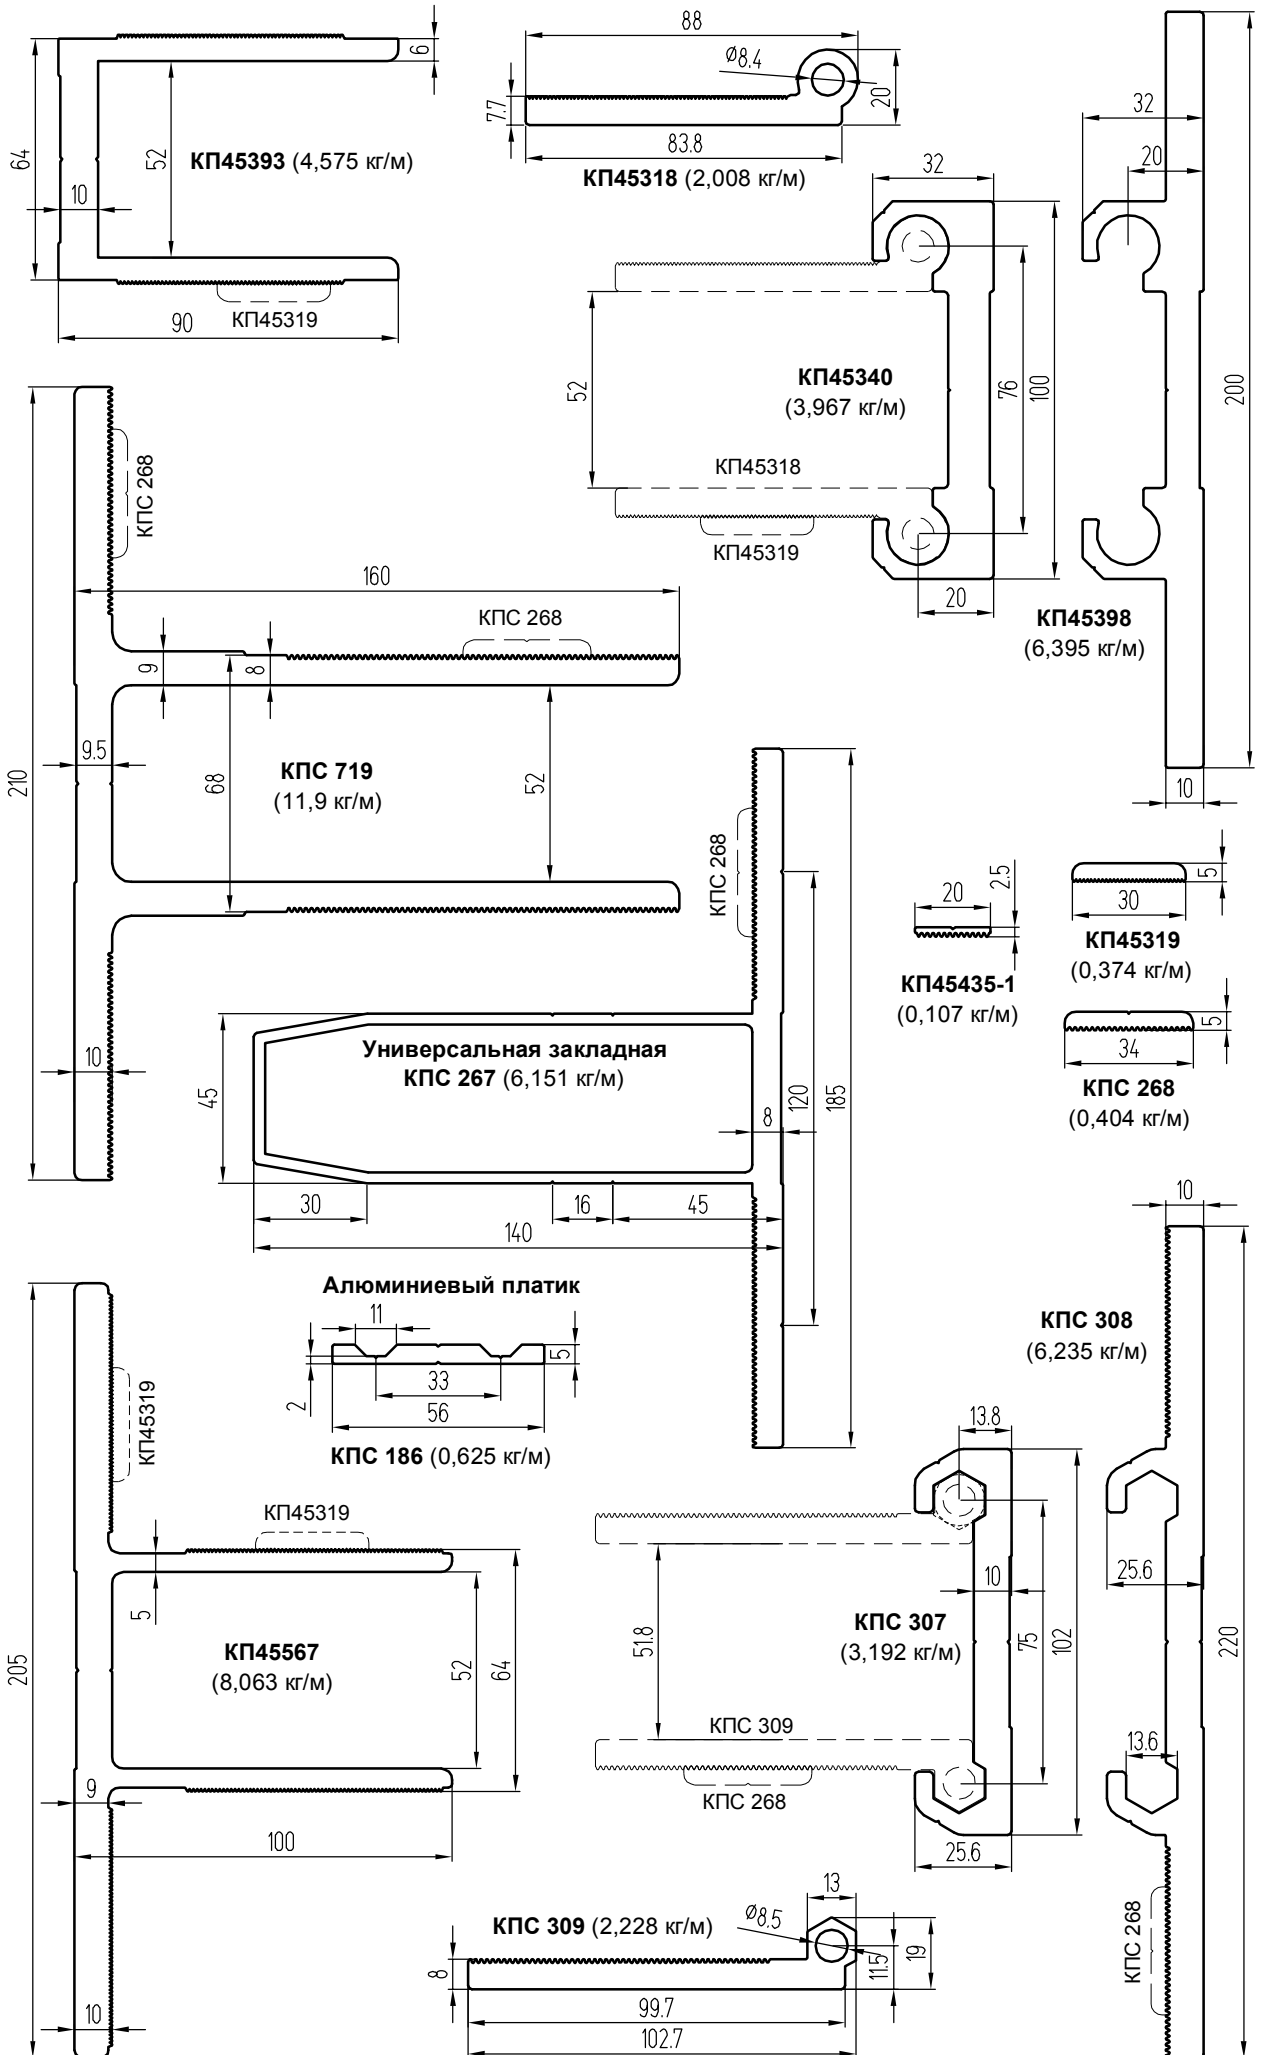 88
6
Ø8.4
20
7.7
83.8
КП45318 (2,008 кг/м)
64
52
10
КП45393 (4,575 кг/м)
КП45319
90
32
20
200
10
КП45398
(6,395 кг/м)
32
52
КП45340
(3,967 кг/м)
76
100
КП45318
КП45319
20
КПС 268
160
КПС 268
9
8
9.5
68
52
210
КПС 719
(11,9 кг/м)
10
КПС 268
20
2.5
КП45435-1
(0,107 кг/м)
5
30
КП45319
(0,374 кг/м)
5
34
КПС 268
(0,404 кг/м)
Универсальная закладная
КПС 267 (6,151 кг/м)
45
8
120
185
30
16
45
140
Алюминиевый платик
11
5
2
33
56
КПС 186 (0,625 кг/м)
10
КПС 308
(6,235 кг/м)
25.6
220
13.6
КПС 268
КП45319
КП45319
5
КП45567
(8,063 кг/м)
52
64
205
9
100
10
13.8
10
51.8
КПС 307
(3,192 кг/м)
75
102
КПС 309
КПС 268
25.6
13
КПС 309 (2,228 кг/м)
Ø8.5
8
11.5
19
99.7
102.7